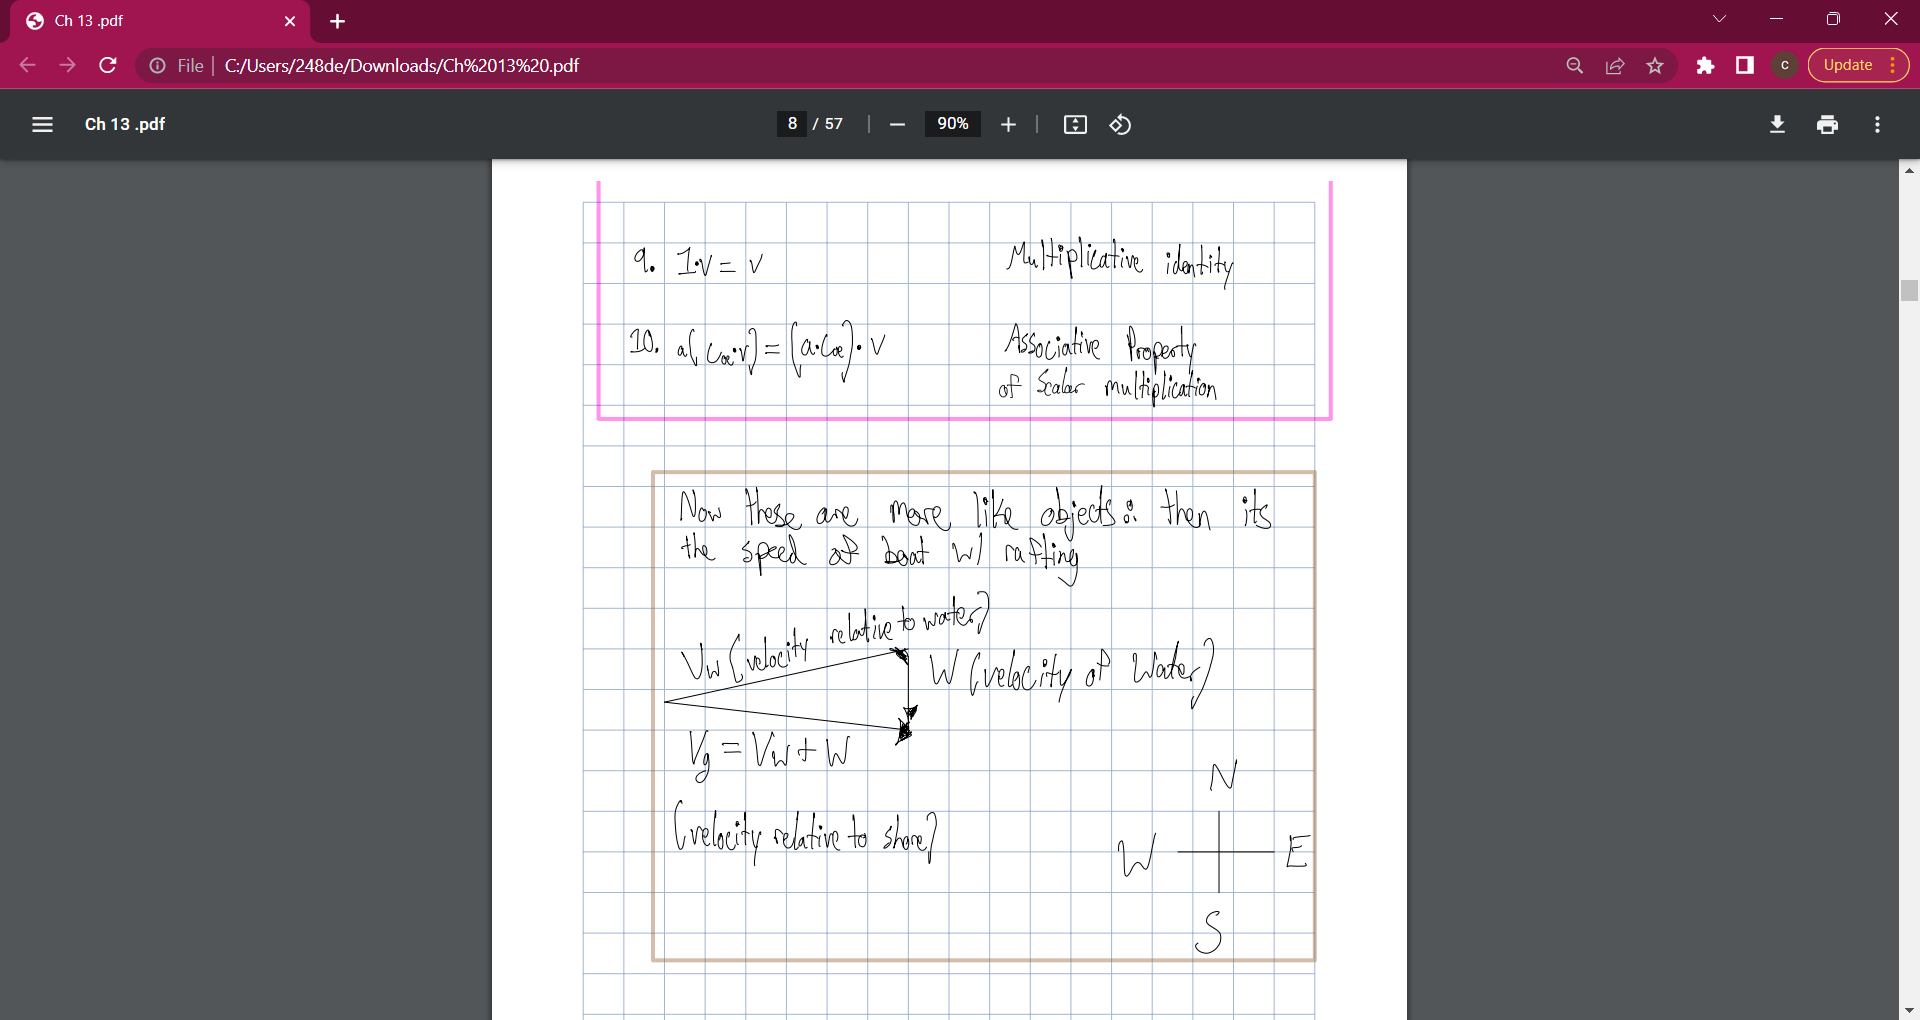 Ch 13 .pdf
File | C:/Users/248de/Downloads/Ch%2013%20.pdf
C
Update
Ch 13 .pdf
8 / 57
90%
9. 1·v = v
Multiplicative identity
10. a(
·v) = (a·
)·v
Associative Property
of Scalar multiplication
Now these are more like objects: then its
the speed of boat w/ rafting
Vw (velocity relative to water)
W (velocity of Water)
Vg = Vw + W
(velocity relative to shore)
N
W
E
S